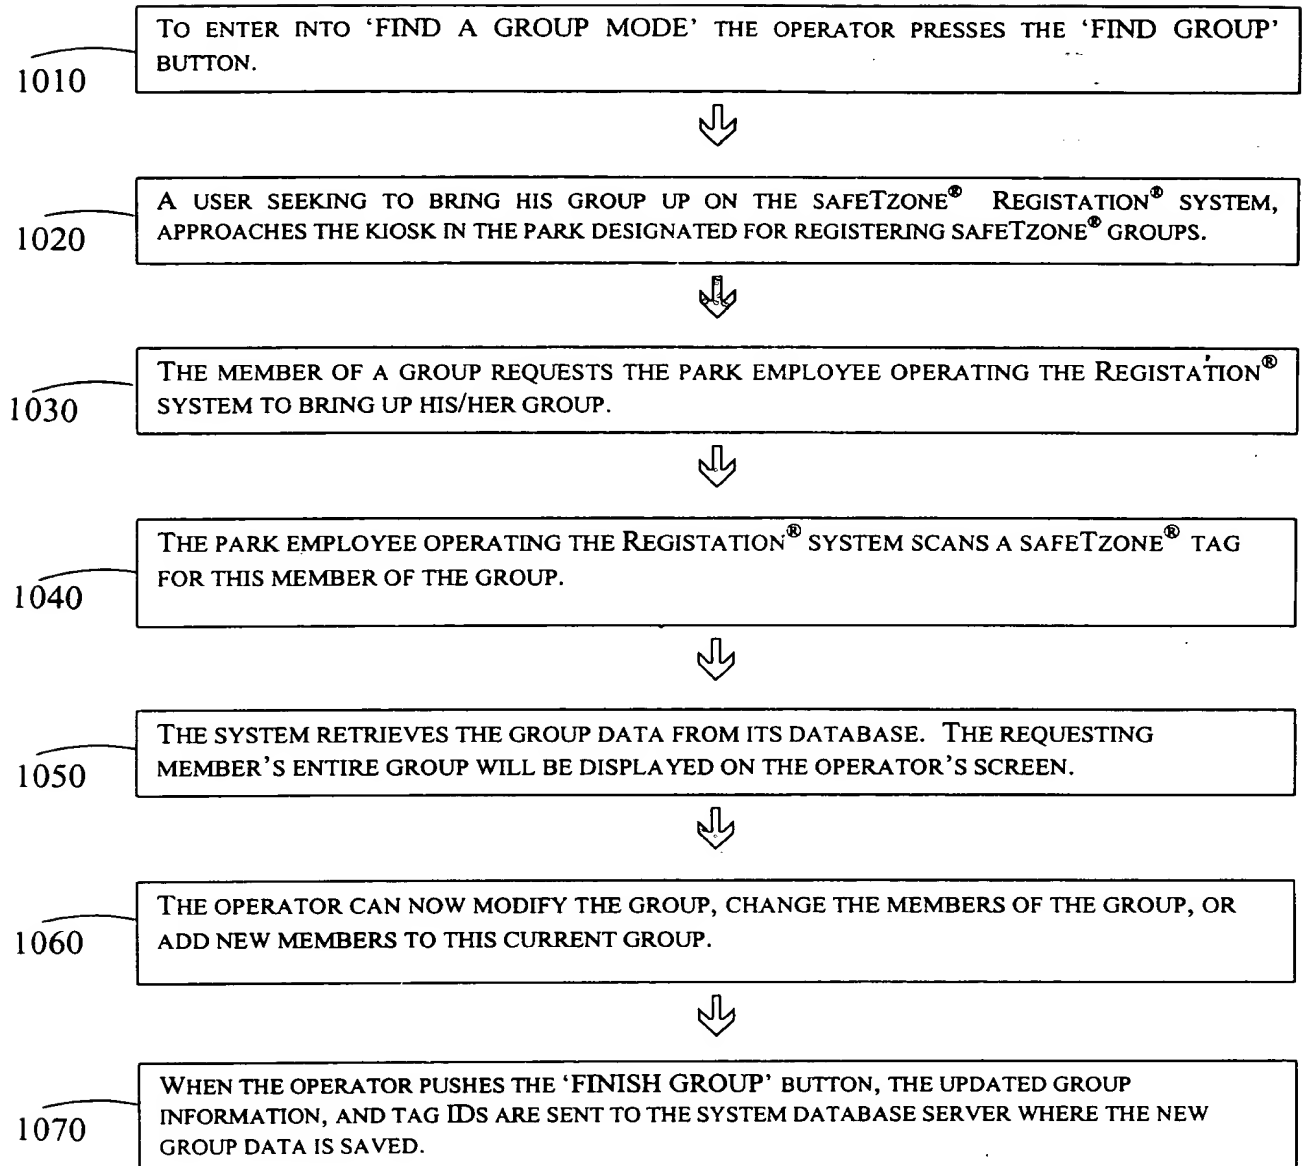 TO ENTER INTO 'FIND A GROUP MODE' THE OPERATOR PRESSES THE 'FIND GROUP'
BUTTON.
1010
A USER SEEKING TO BRING HIS GROUP UP ON THE SAFETZONE® REGISTATION® SYSTEM,
APPROACHES THE KIOSK IN THE PARK DESIGNATED FOR REGISTERING SAFETZONE® GROUPS.
1020
THE MEMBER OF A GROUP REQUESTS THE PARK EMPLOYEE OPERATING THE REGISTATION®
SYSTEM TO BRING UP HIS/HER GROUP.
1030
THE PARK EMPLOYEE OPERATING THE REGISTATION® SYSTEM SCANS A SAFETZONE® TAG
FOR THIS MEMBER OF THE GROUP.
1040
THE SYSTEM RETRIEVES THE GROUP DATA FROM ITS DATABASE. THE REQUESTING
MEMBER'S ENTIRE GROUP WILL BE DISPLAYED ON THE OPERATOR'S SCREEN.
1050
THE OPERATOR CAN NOW MODIFY THE GROUP, CHANGE THE MEMBERS OF THE GROUP, OR
ADD NEW MEMBERS TO THIS CURRENT GROUP.
1060
WHEN THE OPERATOR PUSHES THE 'FINISH GROUP' BUTTON, THE UPDATED GROUP
INFORMATION, AND TAG IDS ARE SENT TO THE SYSTEM DATABASE SERVER WHERE THE NEW
GROUP DATA IS SAVED.
1070